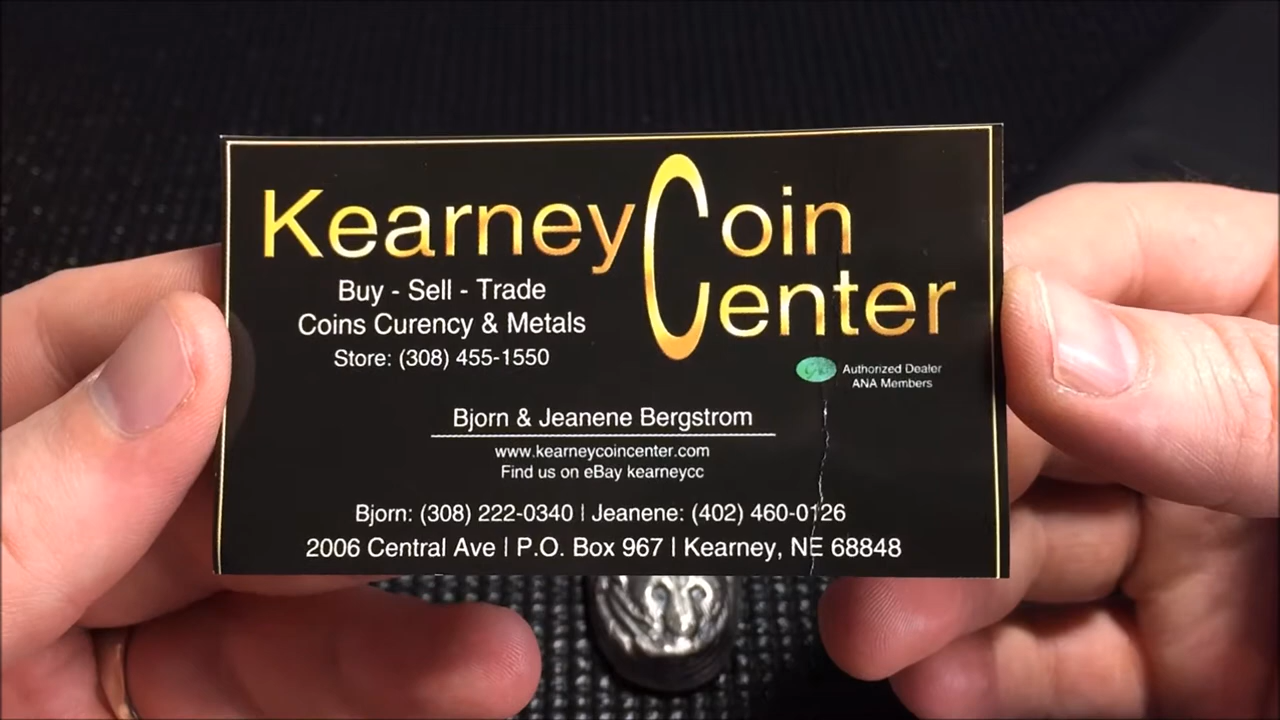 Kearney Coin
Center
Buy - Sell - Trade
Coins Curency & Metals
Store: (308) 455-1550
Authorized Dealer
ANA Members
Bjorn & Jeanene Bergstrom
www.kearneycoincenter.com
Find us on eBay kearneycc
Bjorn: (308) 222-0340 | Jeanene: (402) 460-0126
2006 Central Ave | P.O. Box 967 | Kearney, NE 68848